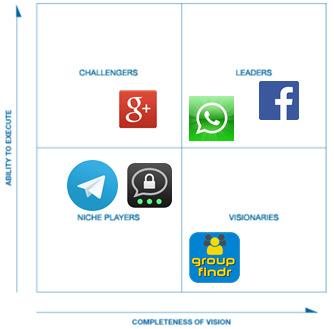 CHALLENGERS
LEADERS
g+
f
ABILITY TO EXECUTE
NICHE PLAYERS
VISIONARIES
group
findr
COMPLETENESS OF VISION